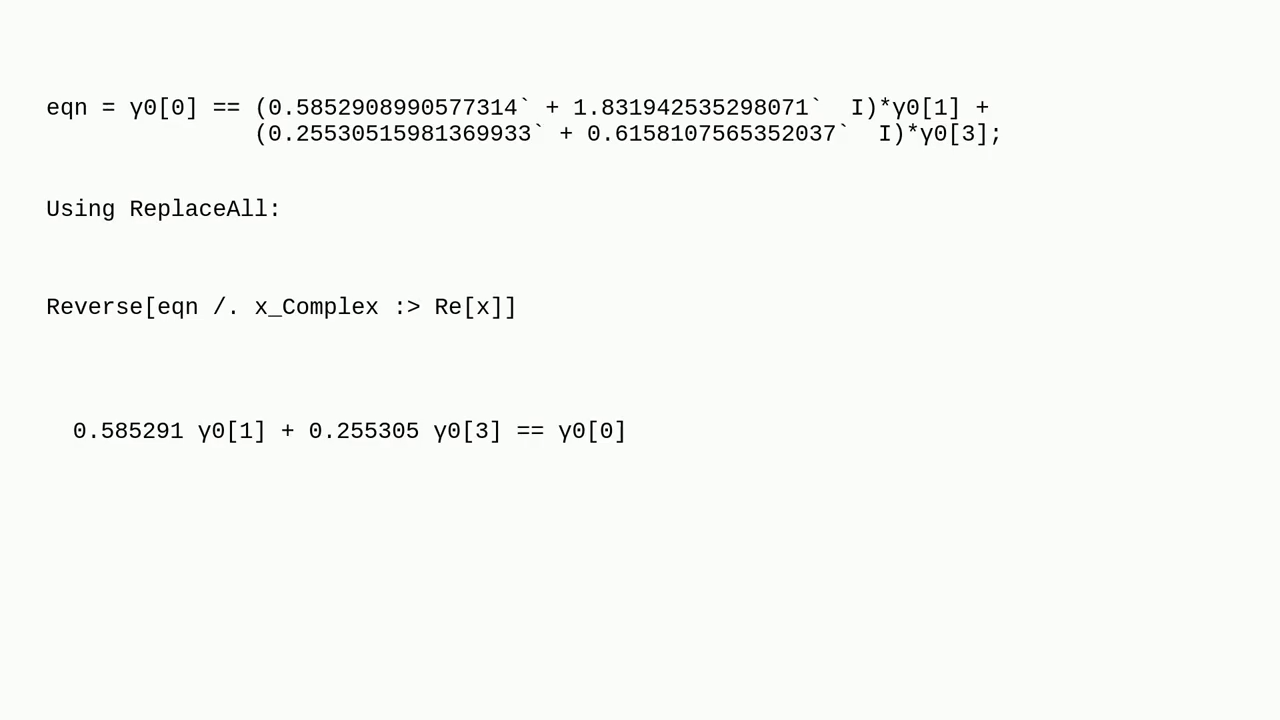 eqn = γ0[0] == (0.5852908990577314` + 1.831942535298071`  I)*γ0[1] +
(0.25530515981369933` + 0.6158107565352037`  I)*γ0[3];
Using ReplaceAll:
Reverse[eqn /. x_Complex :> Re[x]]
0.585291 γ0[1] + 0.255305 γ0[3] == γ0[0]